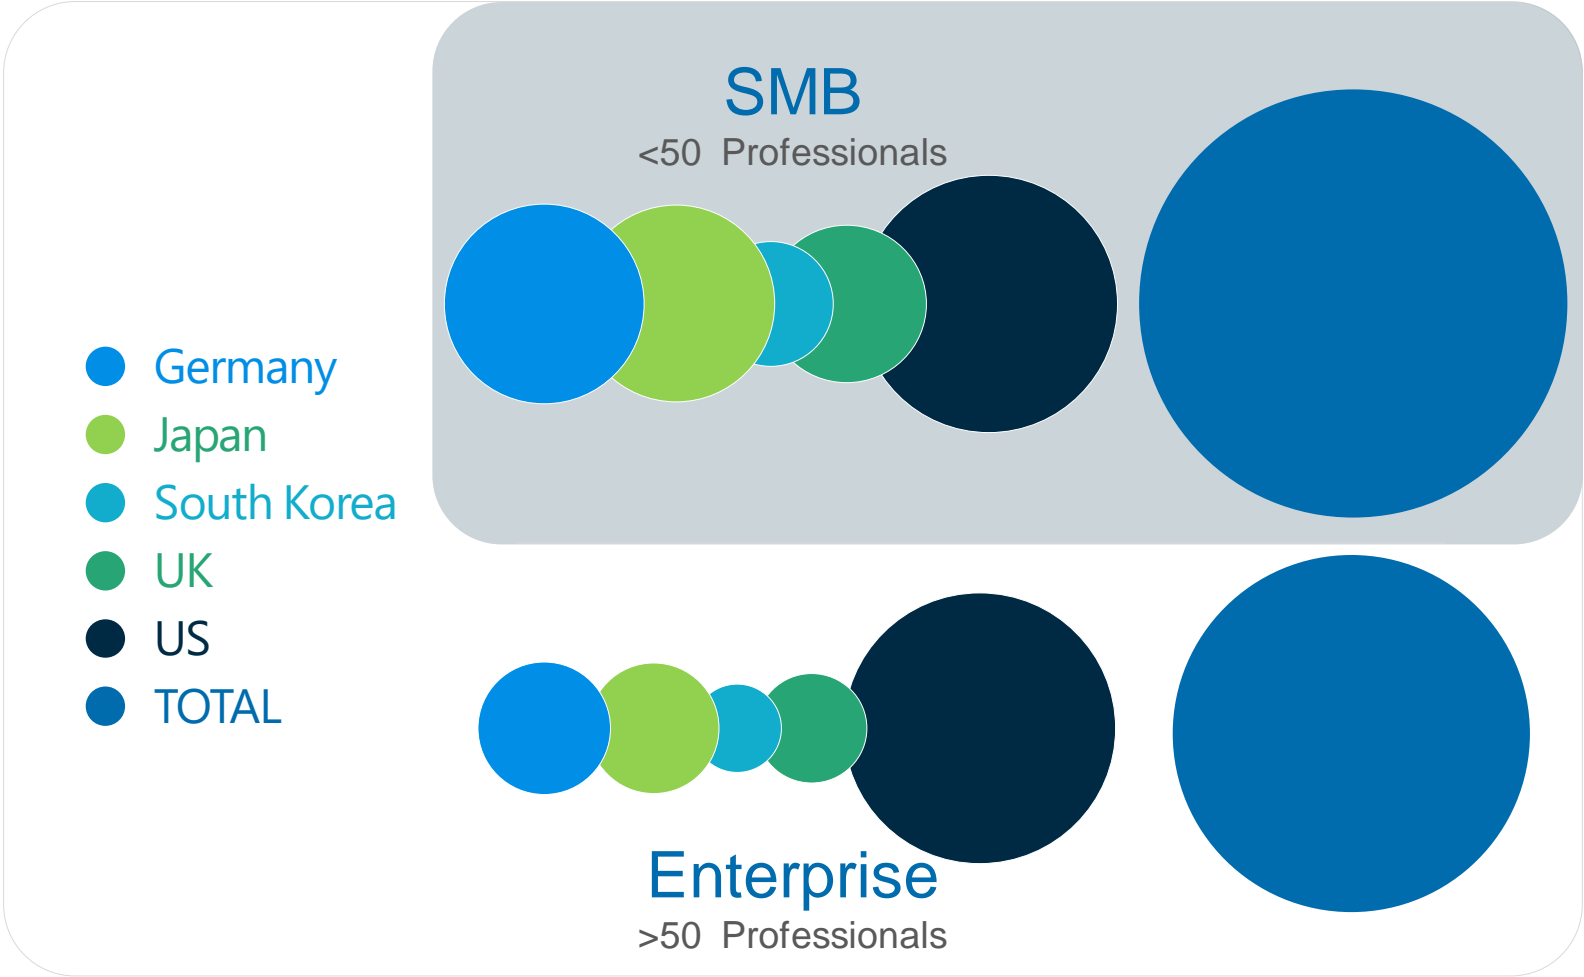 SMB
<50 Professionals
Germany
Japan
South Korea
UK
US
TOTAL
Enterprise
>50 Professionals